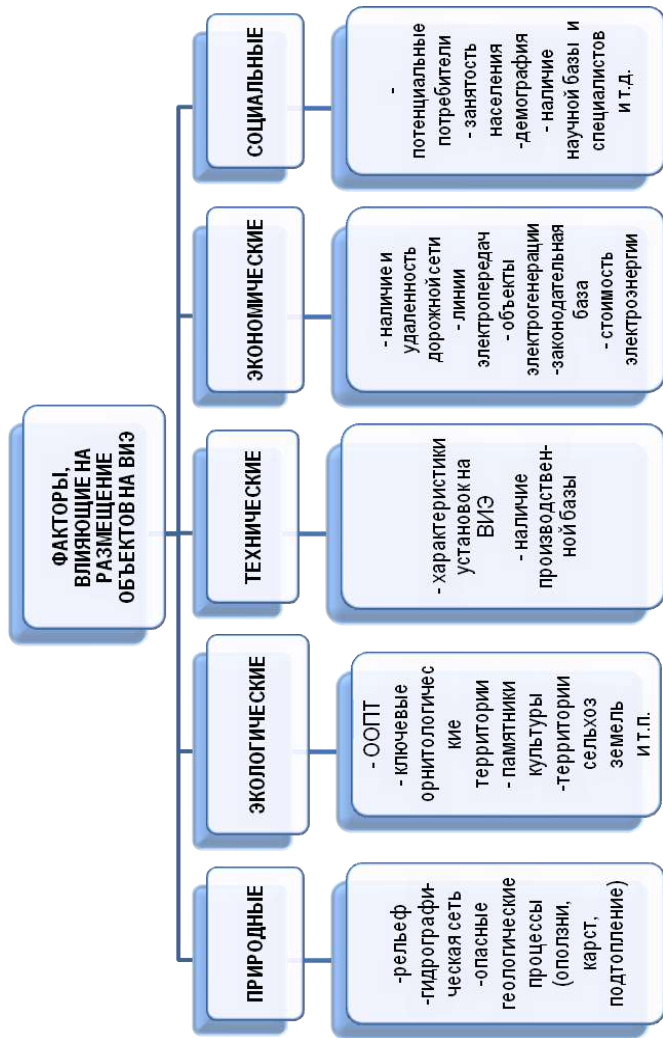 ФАКТОРЫ,
ВЛИЯЮЩИЕ НА
РАЗМЕЩЕНИЕ
ОБЪЕКТОВ НА ВИЭ
ПРИРОДНЫЕ
-рельеф
-гидрографи-
ческая сеть
-опасные
геологические
процессы
(оползни,
карст,
подтопление)
ЭКОЛОГИЧЕСКИЕ
- ООПТ
- ключевые
орнитологичес
кие
территории
- памятники
культуры
-территории
сельхоз
земель
и т.п.
ТЕХНИЧЕСКИЕ
- характеристики
установок на
ВИЭ
- наличие
производствен-
ной базы
ЭКОНОМИЧЕСКИЕ
- наличие и
удаленность
дорожной сети
- линии
электропередач
- объекты
электрогенерации
-законодательная
база
- стоимость
электроэнергии
СОЦИАЛЬНЫЕ
-
потенциальные
потребители
- занятость
населения
-демография
- наличие
научной базы и
специалистов
и т.д.